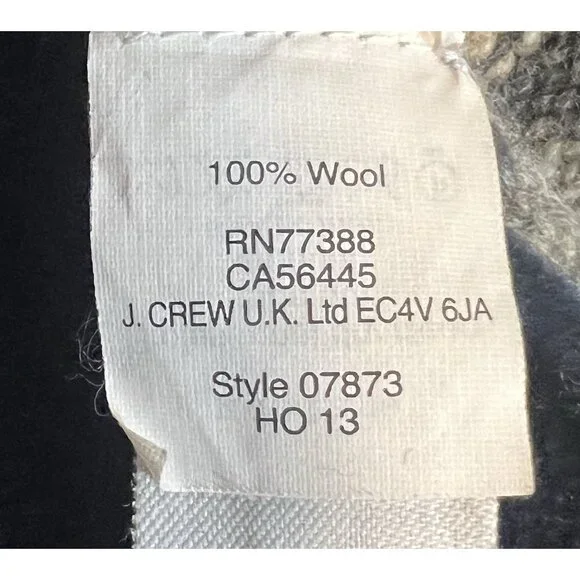 100% Wool
RN77388
CA56445
J. CREW U.K. Ltd EC4V 6JA
Style 07873
HO 13